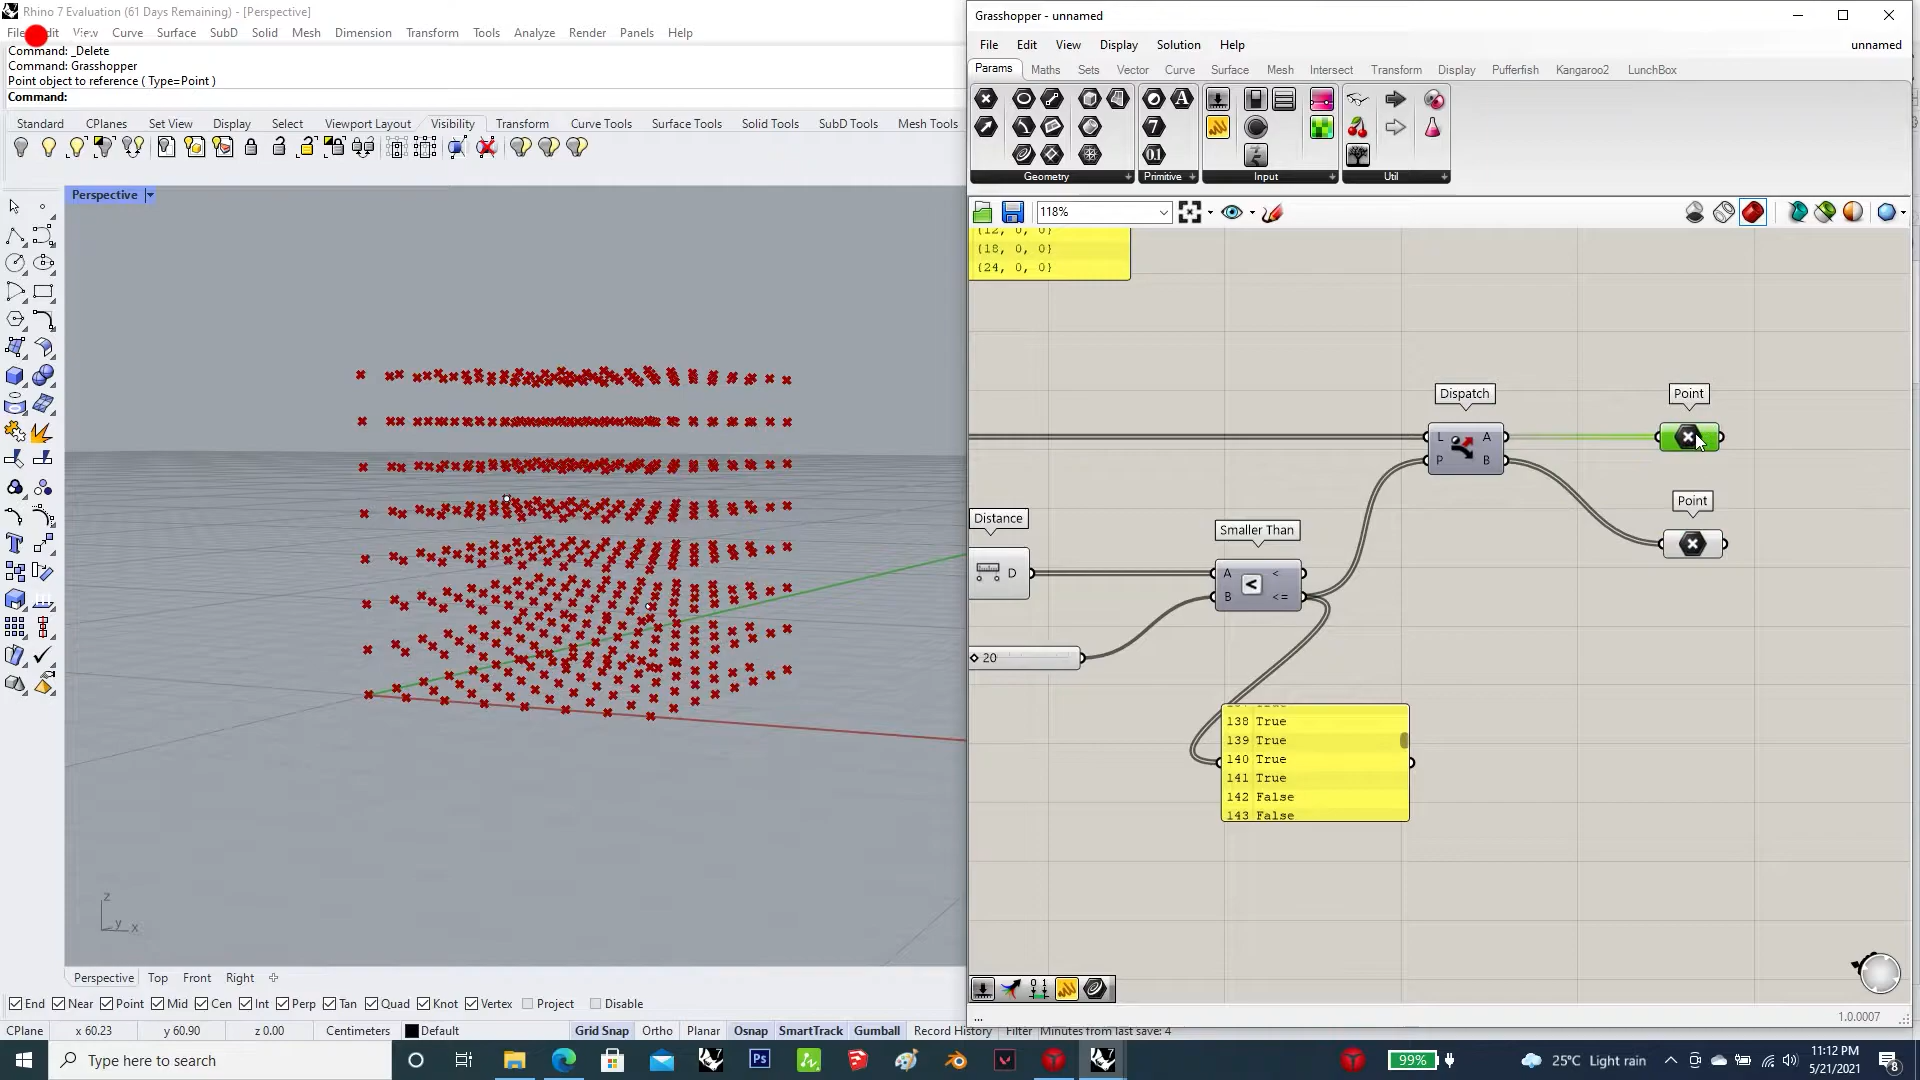 Rhino 7 Evaluation (61 Days Remaining) - [Perspective]
File Edit View Curve Surface SubD Solid Mesh Dimension Transform Tools Analyze Render Panels Help
Command: _Delete
Command: Grasshopper
Point object to reference ( Type=Point )
Command:
Standard CPlanes Set View Display Select Viewport Layout Visibility Transform Curve Tools Surface Tools Solid Tools SubD Tools Mesh Tools
Perspective
z
y x
Perspective Top Front Right
End Near Point Mid Cen Int Perp Tan Quad Knot Vertex Project Disable
CPlane x 60.23 y 60.90 z 0.00 Centimeters Default Grid Snap Ortho Planar Osnap SmartTrack Gumball Record History Filter Minutes from last save: 4
Grasshopper - unnamed
File Edit View Display Solution Help unnamed
Params Maths Sets Vector Curve Surface Mesh Intersect Transform Display Pufferfish Kangaroo2 LunchBox
Geometry Primitive Input Util
118%
{12, 0, 0}
{18, 0, 0}
{24, 0, 0}
Dispatch
Point
L A
P B
Point
Distance
D
Smaller Than
A <
B <=
20
138 True
139 True
140 True
141 True
142 False
143 False
...
1.0.0007
Type here to search
Ps
99%
25°C Light rain
11:12 PM
5/21/2021
8